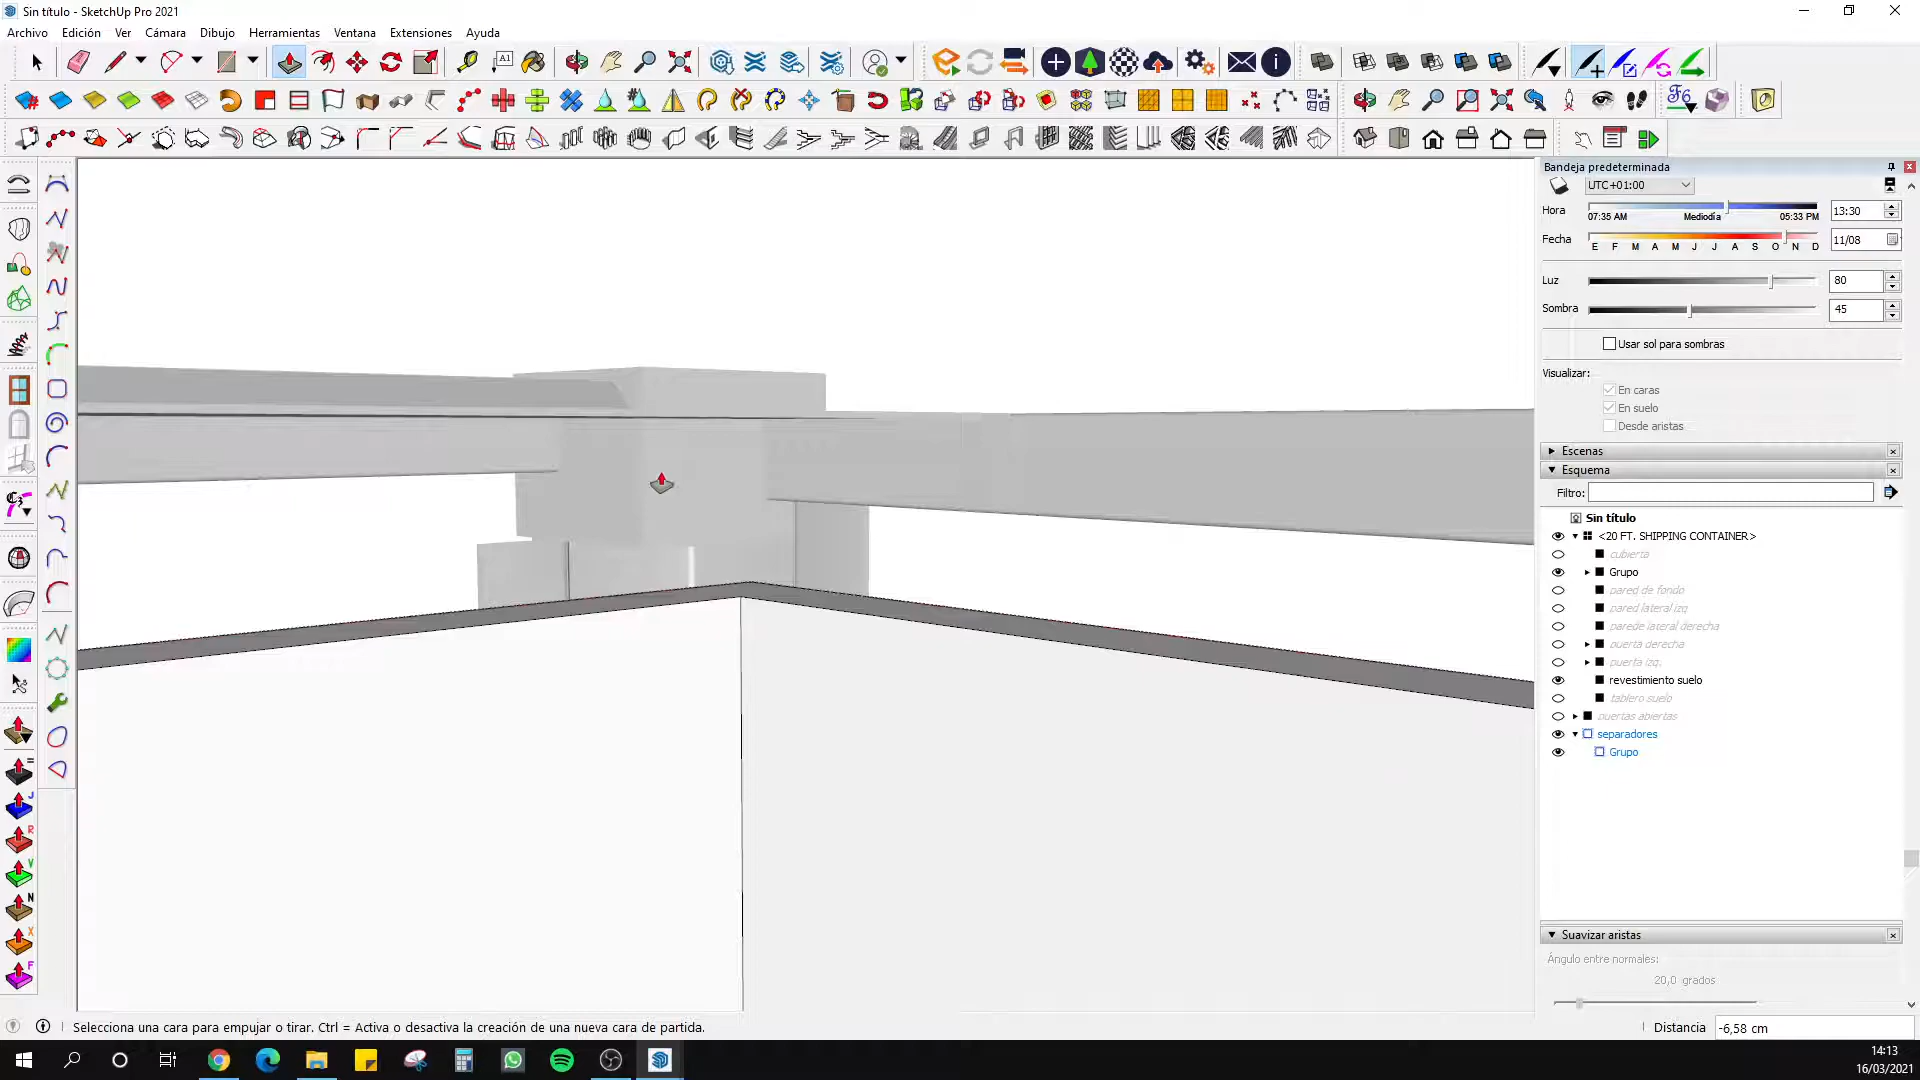 Sin título - SketchUp Pro 2021
Archivo Edición Ver Cámara Dibujo Herramientas Ventana Extensiones Ayuda
Bandeja predeterminada
UTC+01:00
Hora 13:30
07:35 AM Mediodía 05:33 PM
Fecha 11/08
E F M A M J J A S O N D
Luz 80
Sombra 45
Usar sol para sombras
Visualizar:
En caras
En suelo
Desde aristas
Escenas
Esquema
Filtro:
Sin título
<20 FT. SHIPPING CONTAINER>
cubierta
Grupo
pared de fondo
pared lateral izq
parede lateral derecha
puerta derecha
puerta izq.
revestimiento suelo
tablero suelo
puertas abiertas
separadores
Grupo
Suavizar aristas
Ángulo entre normales:
20,0 grados
Selecciona una cara para empujar o tirar. Ctrl = Activa o desactiva la creación de una nueva cara de partida.
Distancia -6,58 cm
14:13
16/03/2021